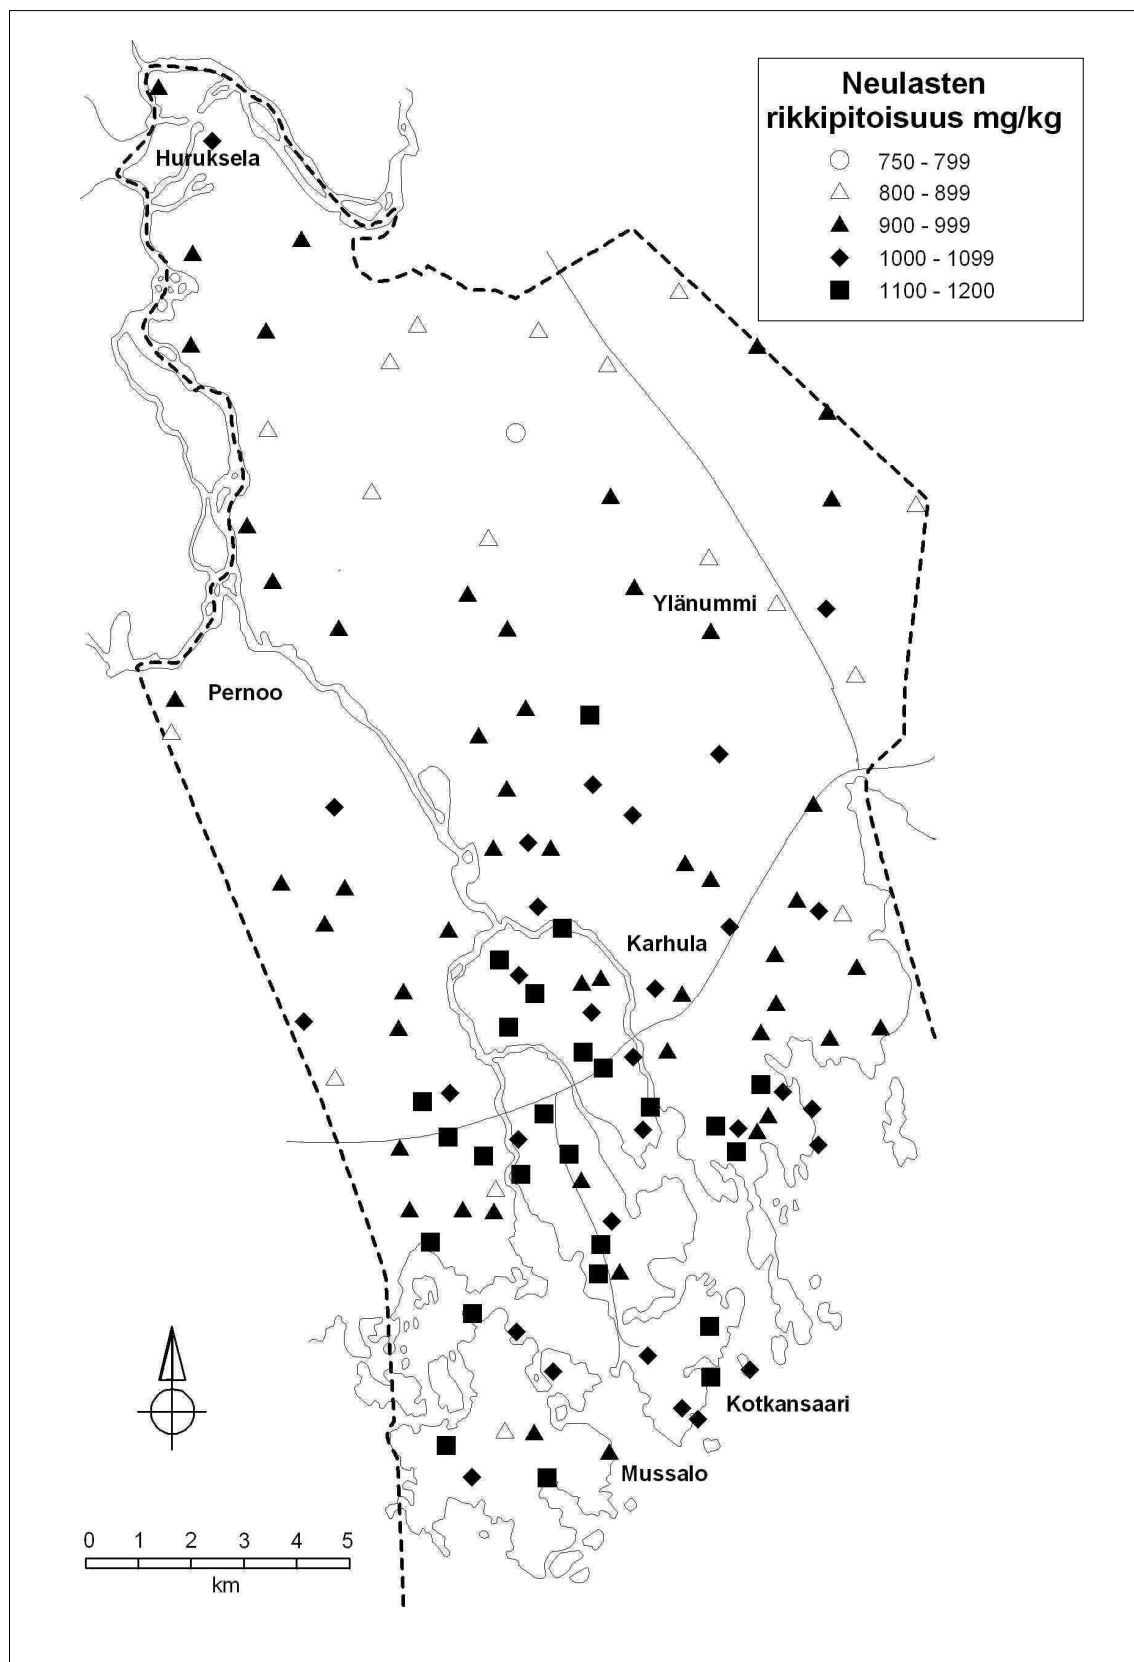 Neulasten
rikkipitoisuus mg/kg
750 - 799
800 - 899
900 - 999
1000 - 1099
1100 - 1200
Huruksela
Ylänummi
Pernoo
Karhula
Kotkansaari
Mussalo
0 1 2 3 4 5
km